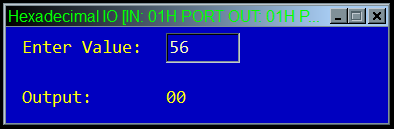 Hexadecimal IO [IN: 01H PORT OUT 01H P...
Enter Value: 56
Output: 00